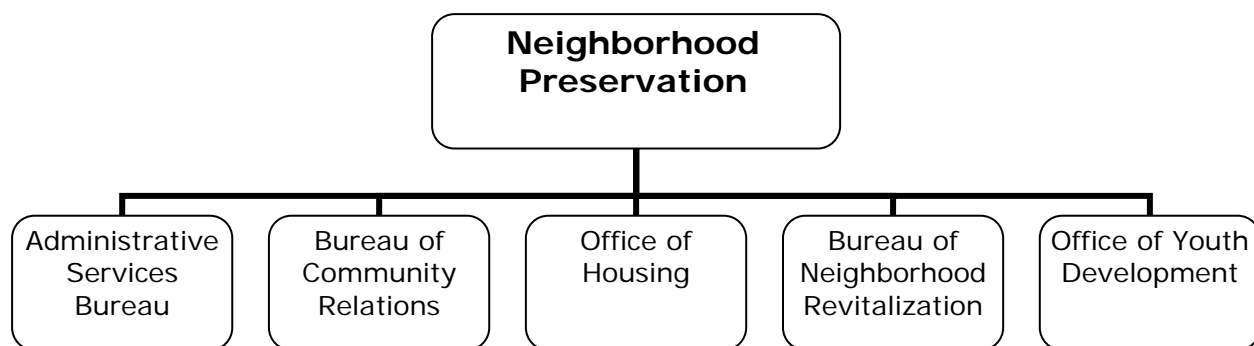 Neighborhood
Preservation
Administrative
Services
Bureau
Bureau of
Community
Relations
Office of
Housing
Bureau of
Neighborhood
Revitalization
Office of Youth
Development